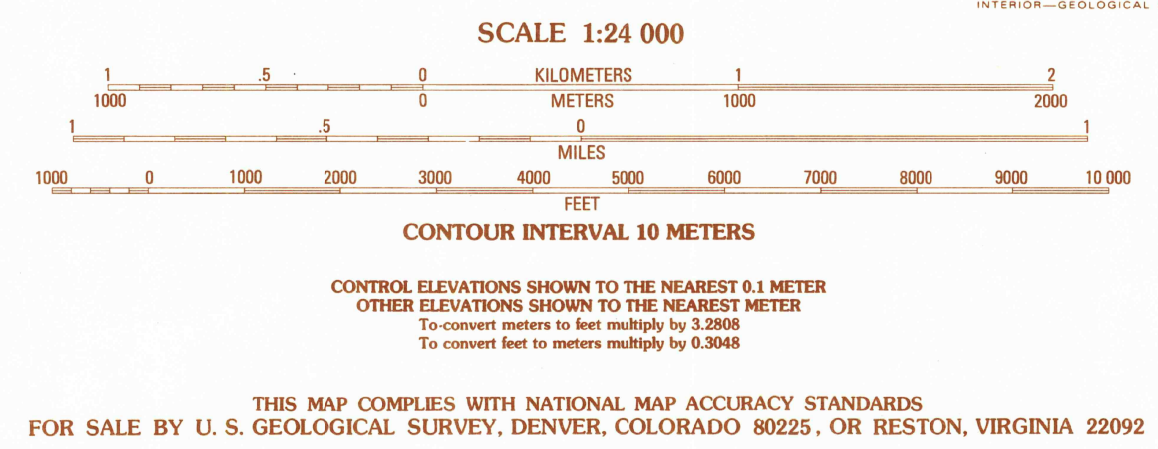 INTERIOR—GEOLOGICAL
SCALE 1:24 000
1 .5 0 KILOMETERS 1 2
1000 0 METERS 1000 2000
1 .5 0 1
MILES
1000 0 1000 2000 3000 4000 5000 6000 7000 8000 9000 10 000
FEET
CONTOUR INTERVAL 10 METERS
CONTROL ELEVATIONS SHOWN TO THE NEAREST 0.1 METER
OTHER ELEVATIONS SHOWN TO THE NEAREST METER
To convert meters to feet multiply by 3.2808
To convert feet to meters multiply by 0.3048
THIS MAP COMPLIES WITH NATIONAL MAP ACCURACY STANDARDS
FOR SALE BY U. S. GEOLOGICAL SURVEY, DENVER, COLORADO 80225, OR RESTON, VIRGINIA 22092